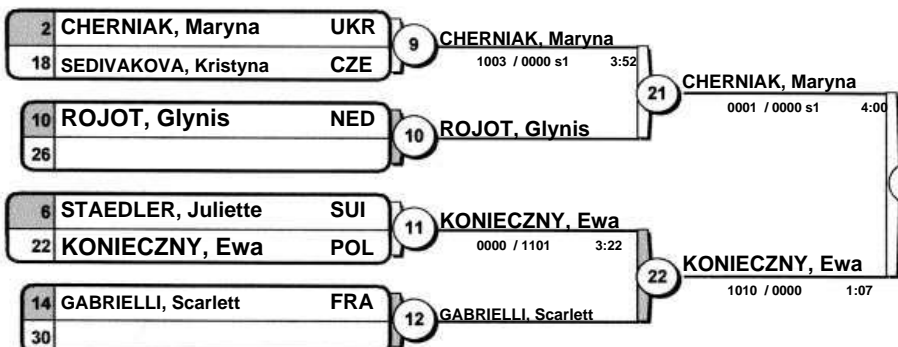 2 CHERNIAK, Maryna UKR
18 SEDIVAKOVA, Kristyna CZE
9 CHERNIAK, Maryna
1003 / 0000 s1 3:52
10 ROJOT, Glynis NED
26
10 ROJOT, Glynis
21 CHERNIAK, Maryna
0001 / 0000 s1 4:00
6 STAEDLER, Juliette SUI
22 KONIECZNY, Ewa POL
11 KONIECZNY, Ewa
0000 / 1101 3:22
14 GABRIELLI, Scarlett FRA
30
12 GABRIELLI, Scarlett
22 KONIECZNY, Ewa
1010 / 0000 1:07